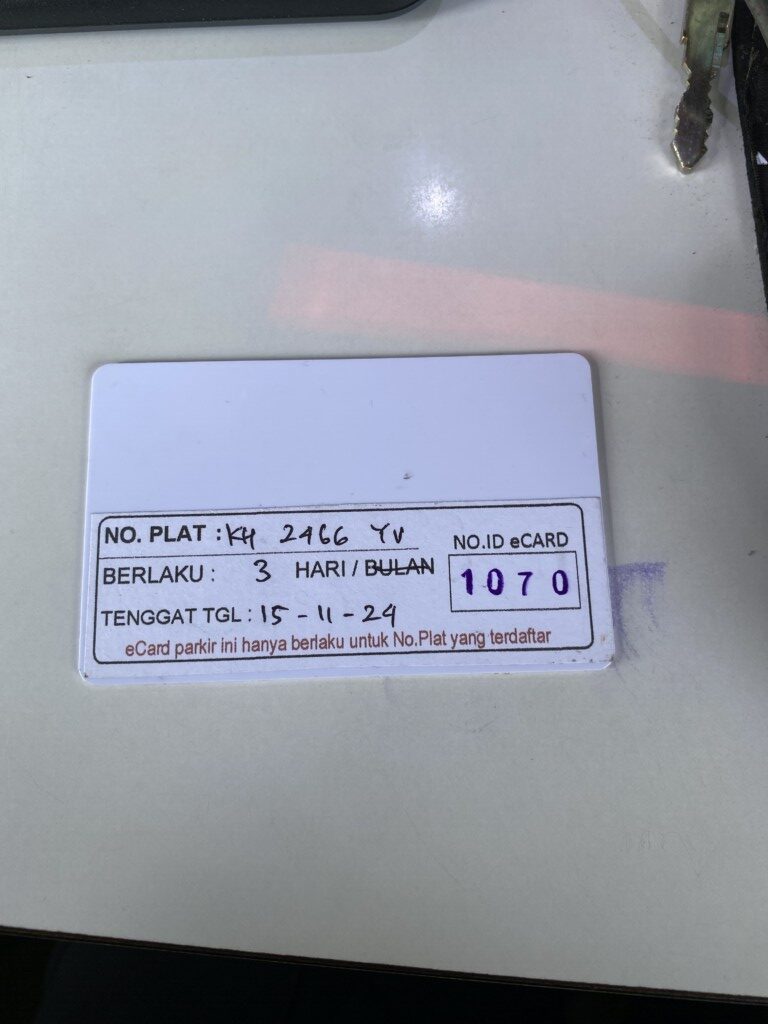 NO. PLAT : KH 2466 YV
NO.ID eCARD
BERLAKU : 3 HARI / BULAN
1070
TENGGAT TGL : 15 - 11 - 24
eCard parkir ini hanya berlaku untuk No.Plat yang terdaftar